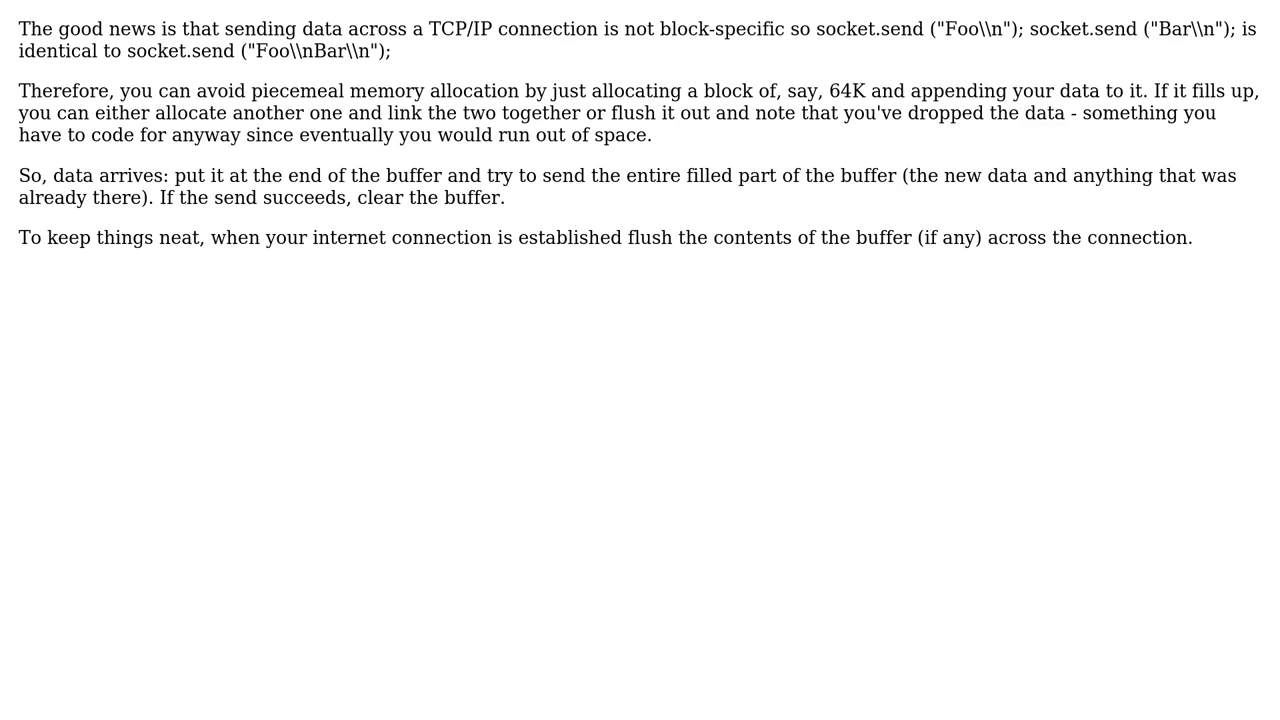 The good news is that sending data across a TCP/IP connection is not block-specific so socket.send ("Foo\\n"); socket.send ("Bar\\n"); is
identical to socket.send ("Foo\\nBar\\n");
Therefore, you can avoid piecemeal memory allocation by just allocating a block of, say, 64K and appending your data to it. If it fills up,
you can either allocate another one and link the two together or flush it out and note that you've dropped the data - something you
have to code for anyway since eventually you would run out of space.
So, data arrives: put it at the end of the buffer and try to send the entire filled part of the buffer (the new data and anything that was
already there). If the send succeeds, clear the buffer.
To keep things neat, when your internet connection is established flush the contents of the buffer (if any) across the connection.